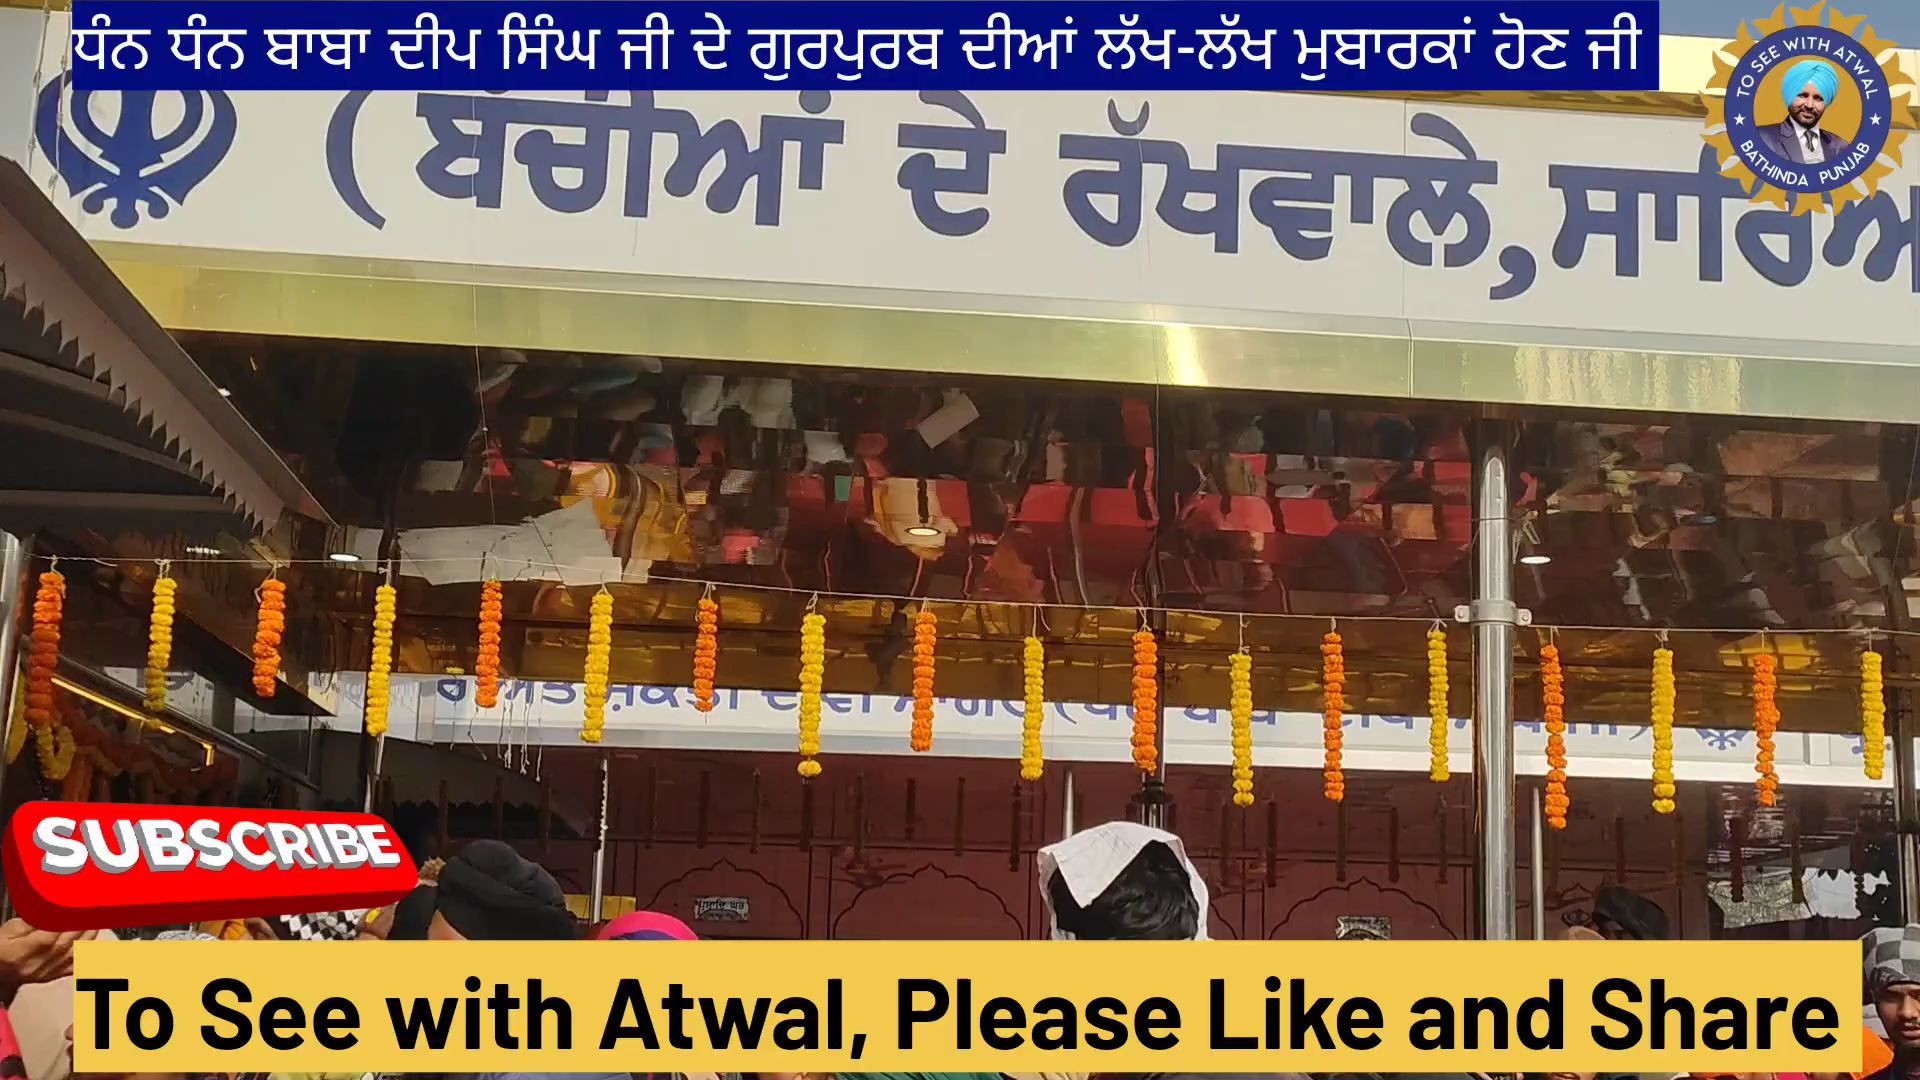 ਧੰਨ ਧੰਨ ਬਾਬਾ ਦੀਪ ਸਿੰਘ ਜੀ ਦੇ ਗੁਰਪੁਰਬ ਦੀਆਂ ਲੱਖ-ਲੱਖ ਮੁਬਾਰਕਾਂ ਹੋਣ ਜੀ
TO SEE WITH ATWAL
BATHINDA PUNJAB
(ਬੱਚੀਆਂ ਦੇ ਰੱਖਵਾਲੇ,
SUBSCRIBE
To See with Atwal, Please Like and Share